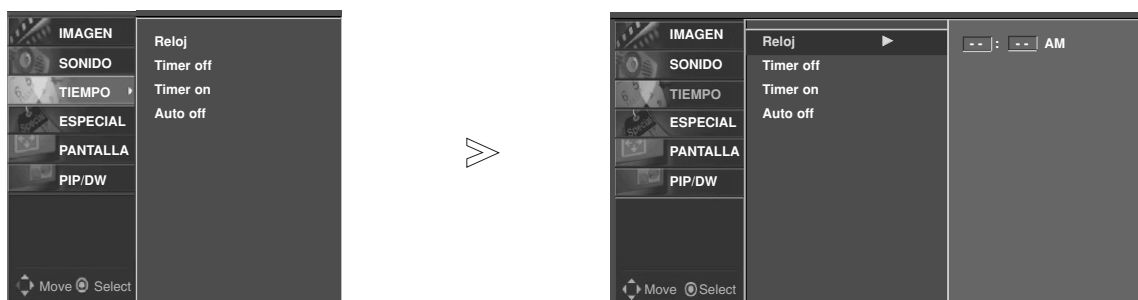 IMAGEN
SONIDO
TIEMPO
ESPECIAL
PANTALLA
PIP/DW
Move Select
Reloj
Timer off
Timer on
Auto off
IMAGEN
SONIDO
TIEMPO
ESPECIAL
PANTALLA
PIP/DW
Move Select
Reloj
Timer off
Timer on
Auto off
- - : - - AM